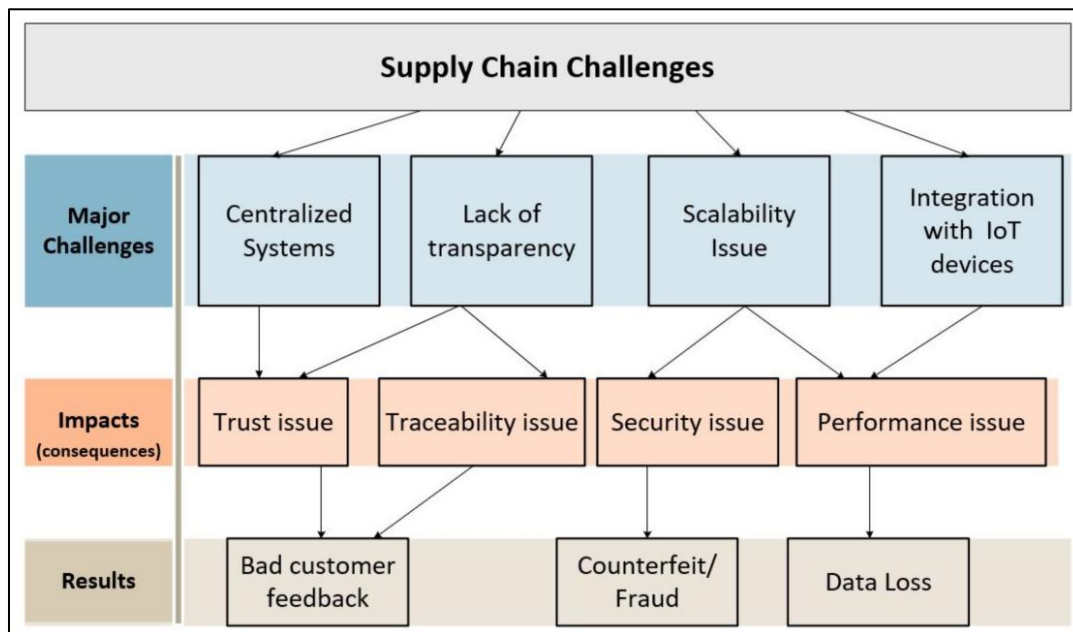 Supply Chain Challenges
Major
Challenges
Centralized
Systems
Lack of
transparency
Scalability
Issue
Integration
with IoT
devices
Impacts
(consequences)
Trust issue
Traceability issue
Security issue
Performance issue
Results
Bad customer
feedback
Counterfeit/
Fraud
Data Loss